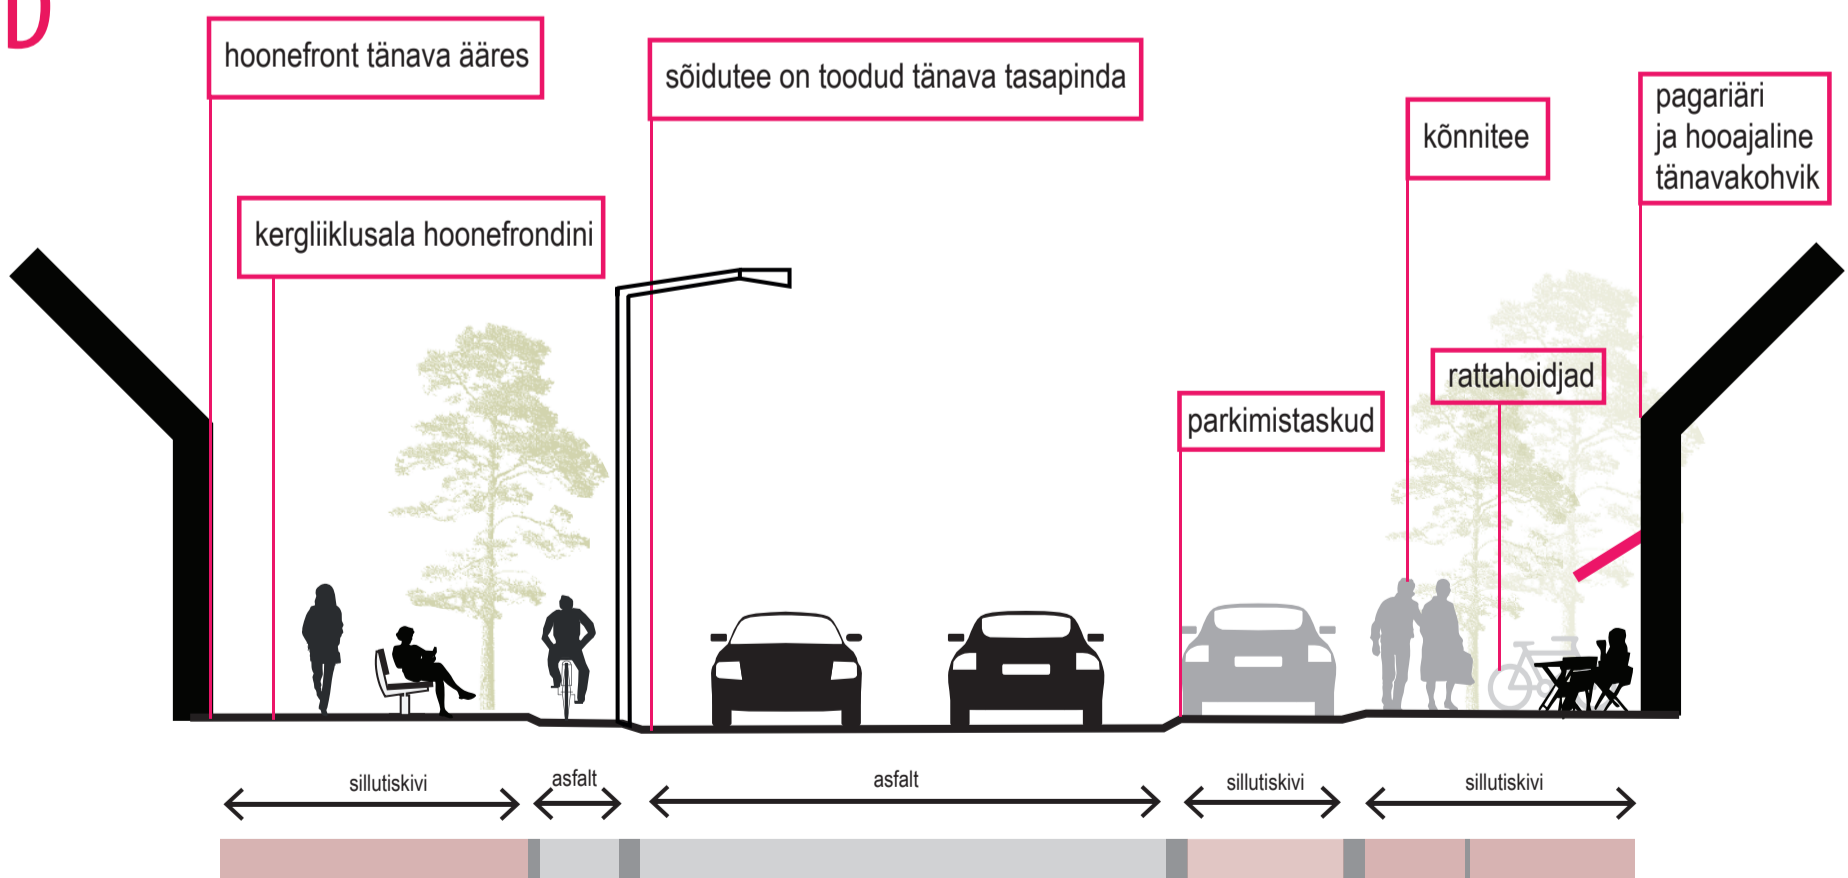 D
hoonefront tänava ääres
sõidutee on toodud tänava tasapinda
pagariäri
ja hooajaline
tänavakohvik
kõnnitee
kergliiklusala hoonefrondini
rattahoidjad
parkimistaskud
sillutiskivi
asfalt
asfalt
sillutiskivi
sillutiskivi